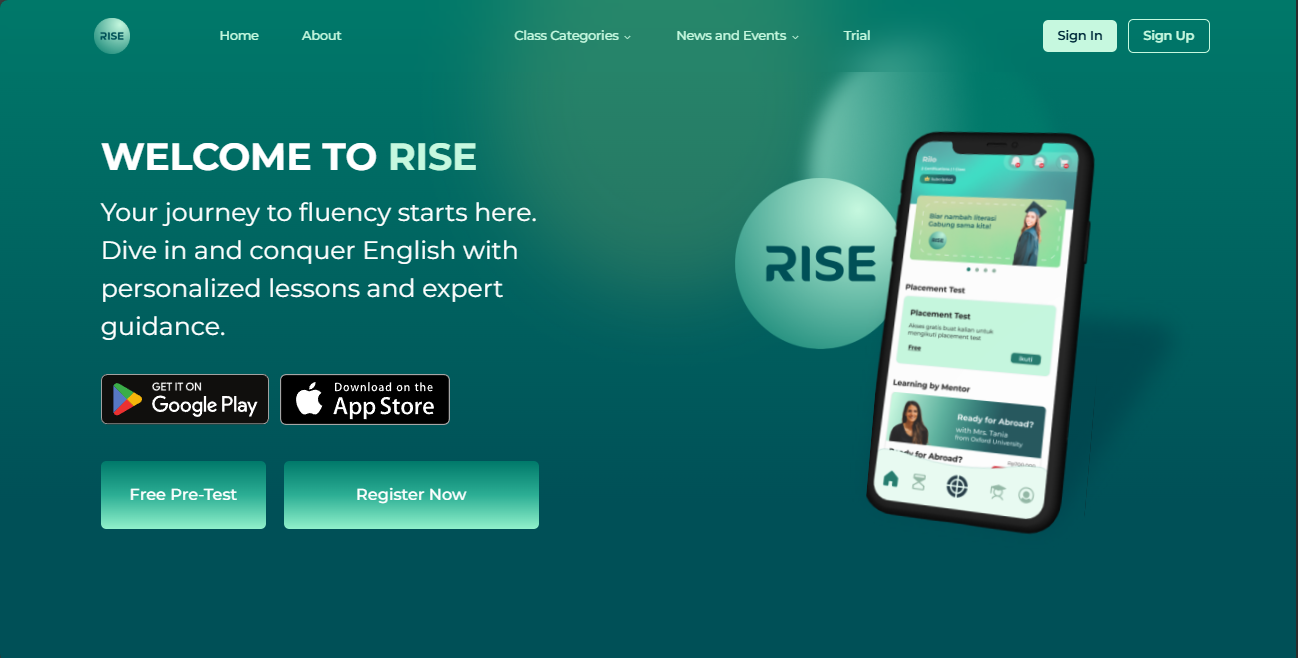 RISE
Home
About
Class Categories
News and Events
Trial
Sign In
Sign Up
WELCOME TO RISE
Your journey to fluency starts here.
Dive in and conquer English with
personalized lessons and expert
guidance.
GET IT ON
Google Play
Download on the
App Store
Free Pre-Test
Register Now
RISE
Biar nambah literasi
Gabung sama kita!
RISE
Placement Test
Placement Test
Akses gratis buat kalian untuk
mengikuti placement test
Free
Ikuti
Learning by Mentor
Ready for Abroad?
with Mrs. Tania
from Oxford University
Ready for Abroad?